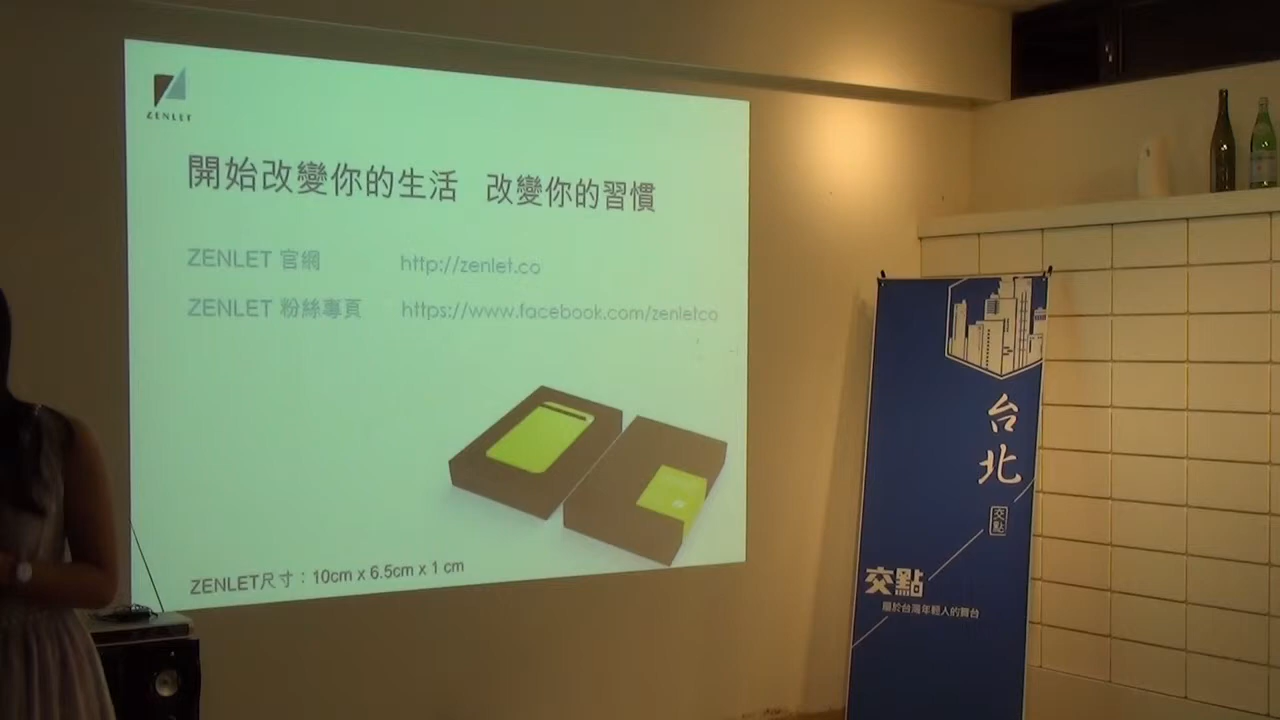 ZENLET
開始改變你的生活 改變你的習慣
ZENLET 官網 http://zenlet.co
ZENLET 粉絲專頁 https://www.facebook.com/zenletco
ZENLET尺寸：10cm x 6.5cm x 1 cm
台北
交點
交點
屬於台灣年輕人的舞台